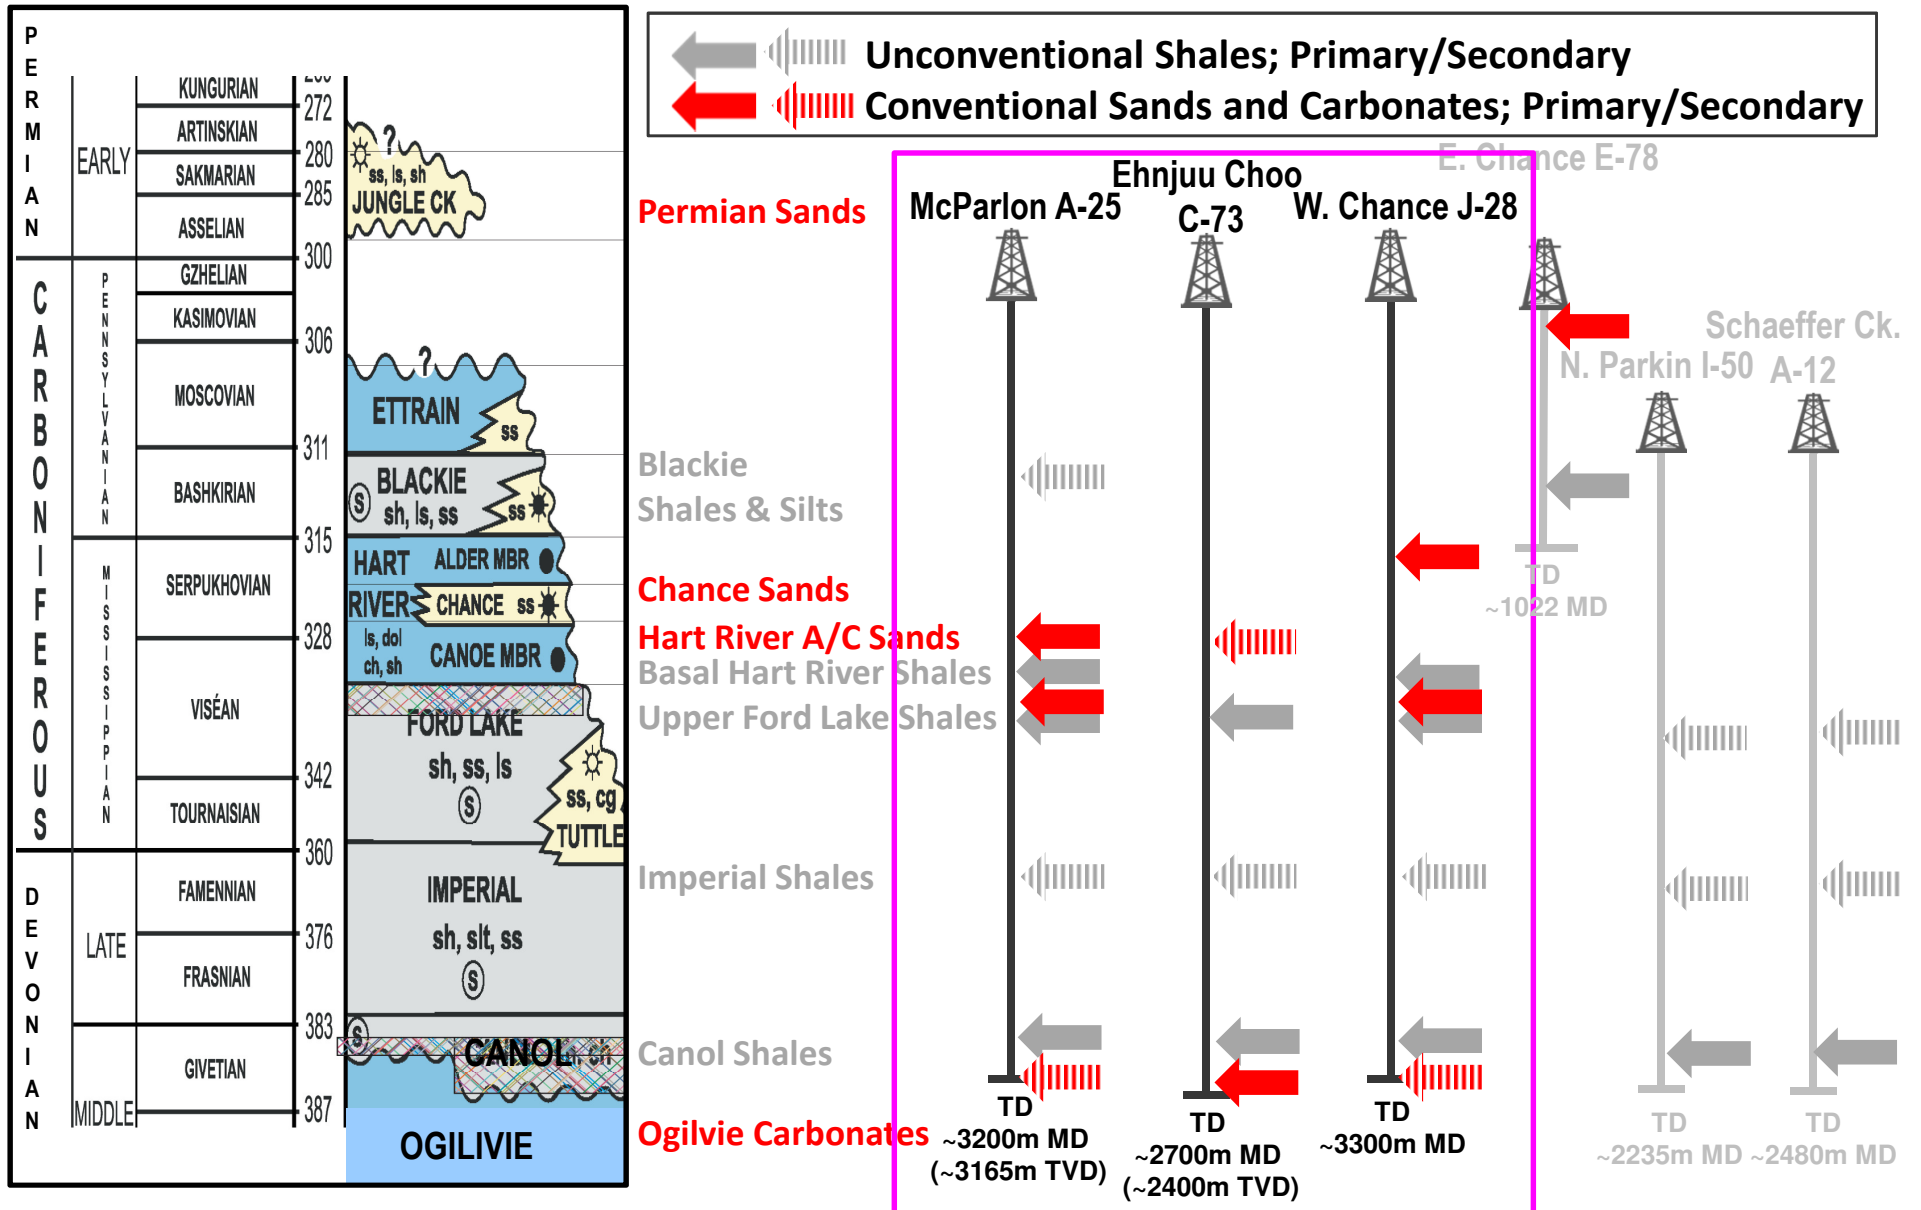 PERMIAN
CARBONIFEROUS
DEVONIAN
EARLY
PENNSYLVANIAN
MISSISSIPPIAN
LATE
MIDDLE
KUNGURIAN
ARTINSKIAN
SAKMARIAN
ASSELIAN
GZHELIAN
KASIMOVIAN
MOSCOVIAN
BASHKIRIAN
SERPUKHOVIAN
VISÉAN
TOURNAISIAN
FAMENNIAN
FRASNIAN
GIVETIAN
272
280
285
300
306
311
315
328
342
360
376
383
387
?
ss, ls, sh
JUNGLE CK
?
ETTRAIN
ss
BLACKIE
S
sh, ls, ss
ss
HART
ALDER MBR
RIVER
CHANCE ss
ls, dol
ch, sh
CANOE MBR
FORD LAKE
sh, ss, ls
S
ss, cg
TUTTLE
IMPERIAL
sh, slt, ss
S
S
CANOL
OGILIVIE
Unconventional Shales; Primary/Secondary
Conventional Sands and Carbonates; Primary/Secondary
Permian Sands
Blackie
Shales & Silts
Chance Sands
Hart River A/C Sands
Basal Hart River Shales
Upper Ford Lake Shales
Imperial Shales
Canol Shales
Ogilvie Carbonates
McParlon A-25
TD
~3200m MD
(~3165m TVD)
Ehnjuu Choo
C-73
TD
~2700m MD
(~2400m TVD)
W. Chance J-28
TD
~3300m MD
E. Chance E-78
TD
~1022 MD
N. Parkin I-50
TD
~2235m MD
Schaeffer Ck.
A-12
TD
~2480m MD